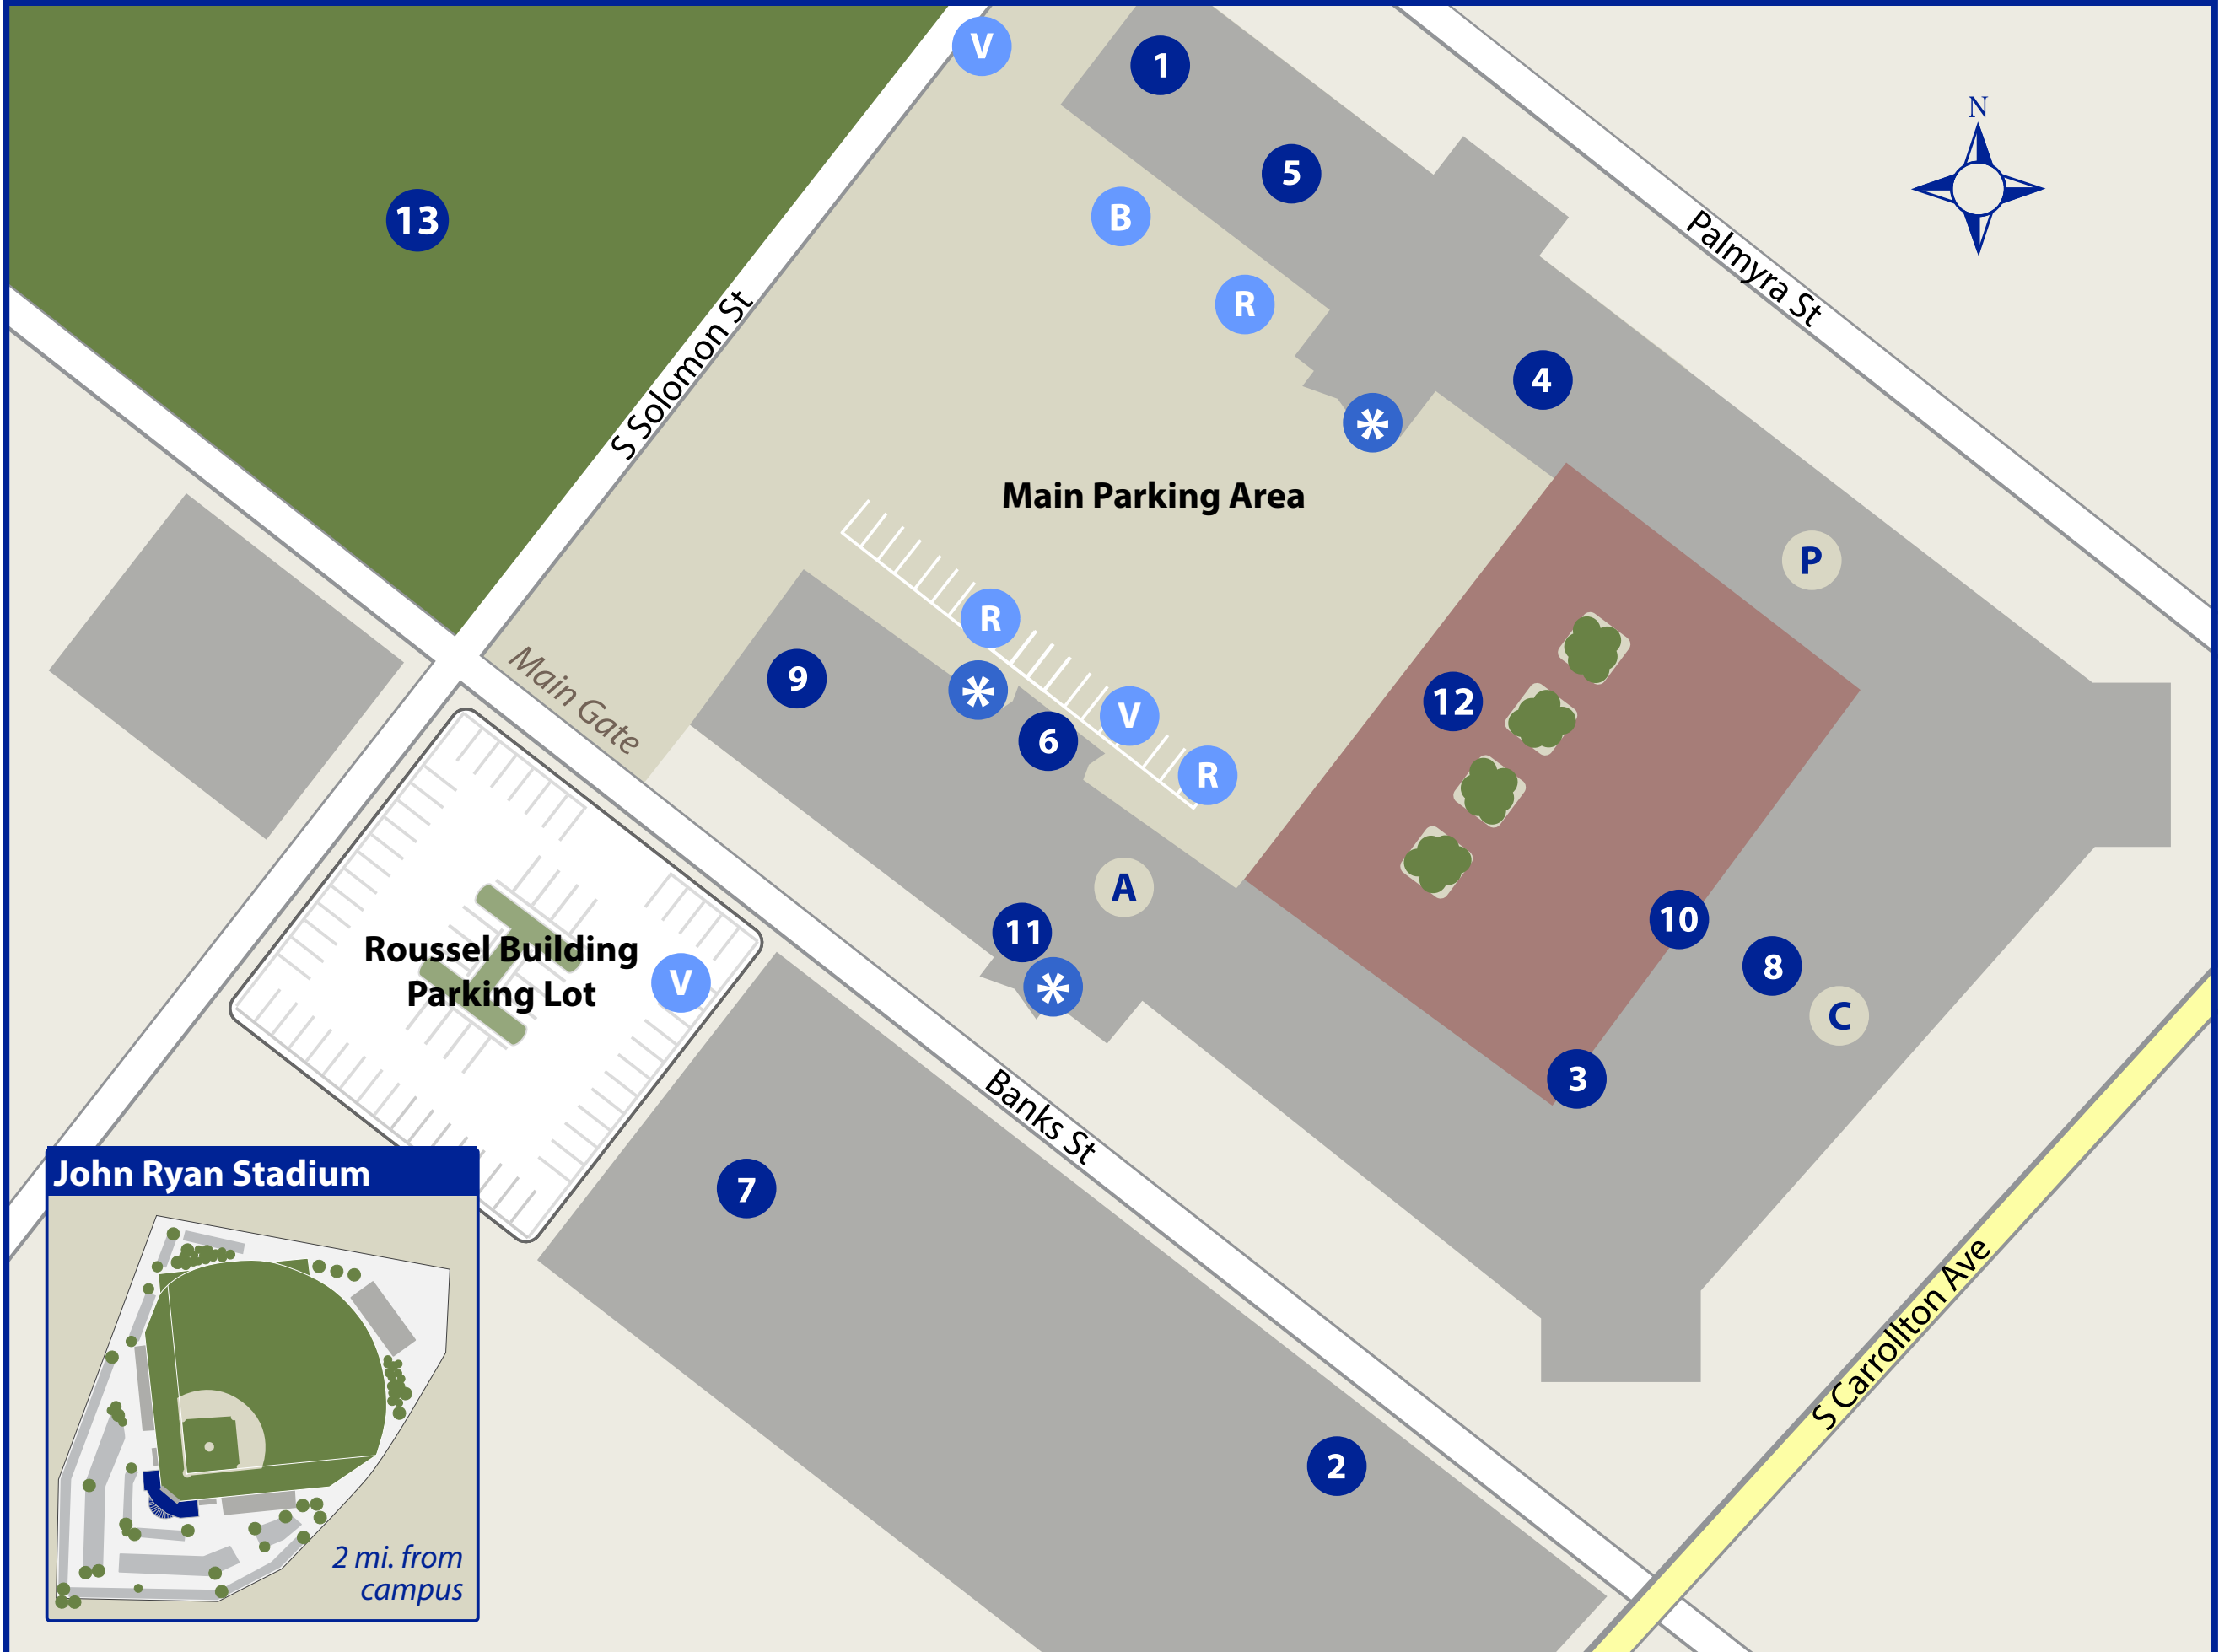 V
1
N
5
13
B
Palmyra St
R
S Solomon St
4
*
Main Parking Area
P
R
Main Gate
9
*
12
V
6
R
A
11
10
Roussel Building
Parking Lot
V
8
*
C
3
Banks St
John Ryan Stadium
7
S Carrollton Ave
2
2 mi. from
campus